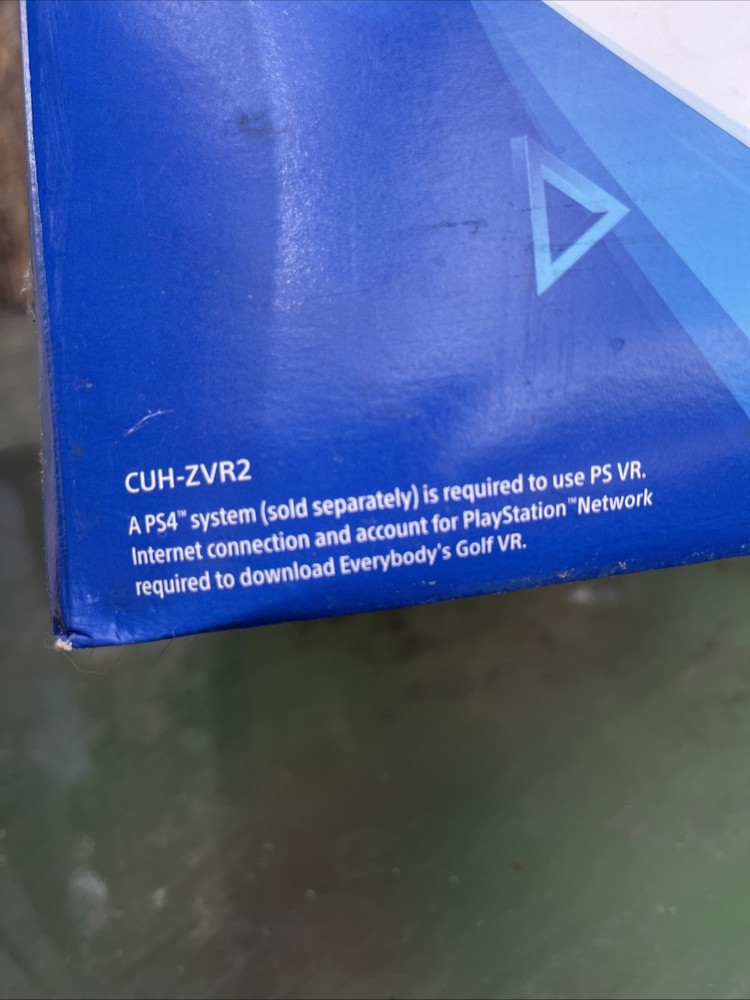 CUH-ZVR2
A PS4™ system (sold separately) is required to use PS VR.
Internet connection and account for PlayStation™Network
required to download Everybody's Golf VR.